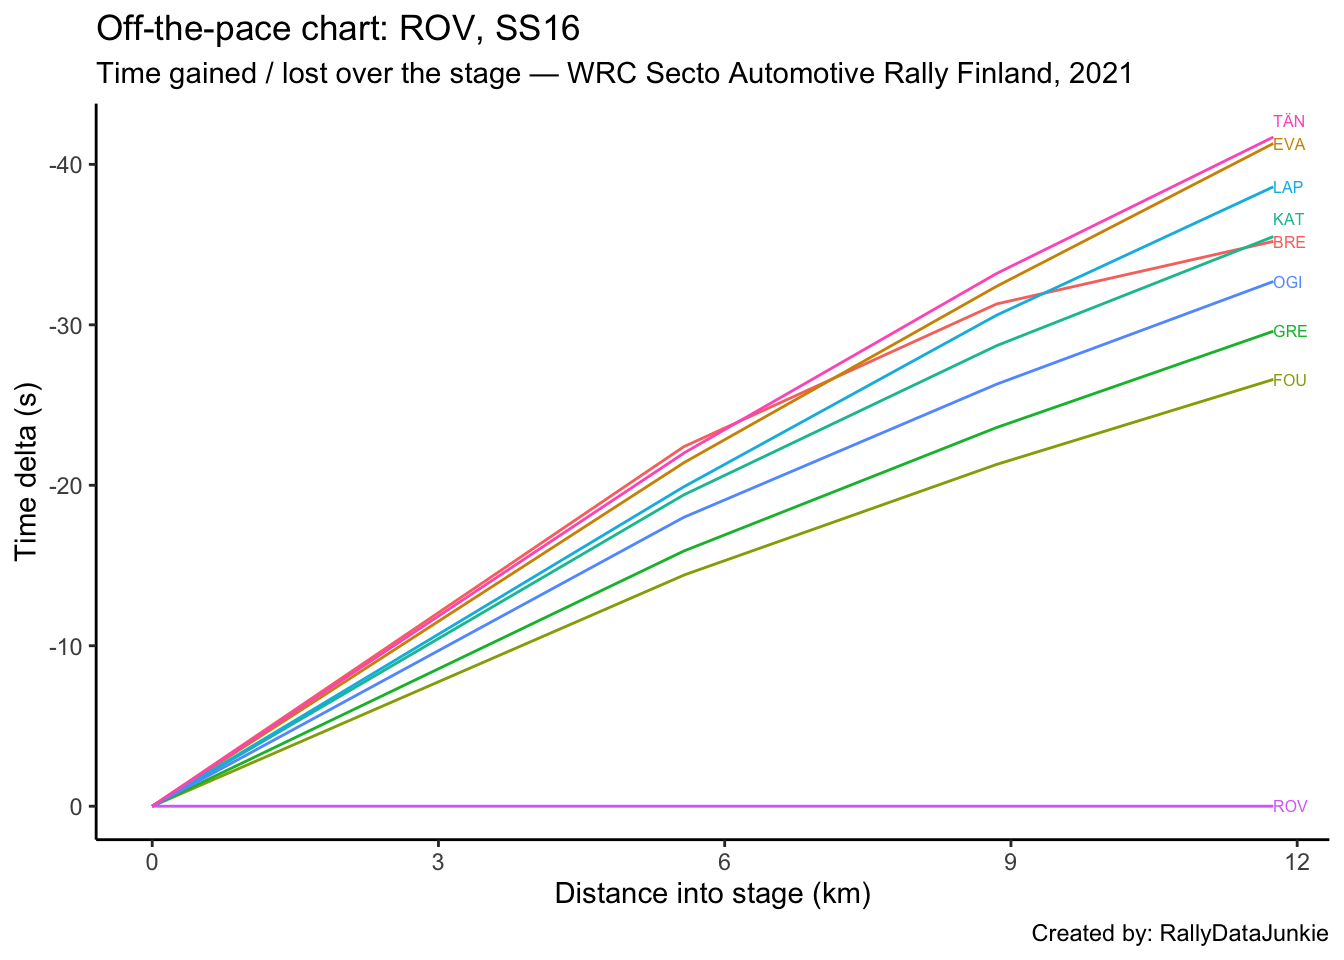 Off-the-pace chart: ROV, SS16
Time gained / lost over the stage — WRC Secto Automotive Rally Finland, 2021
TÄN
EVA
-40
LAP
KAT
BRE
OGI
-30
GRE
FOU
-20
-10
0
ROV
Time delta (s)
0 3 6 9 12
Distance into stage (km)
Created by: RallyDataJunkie